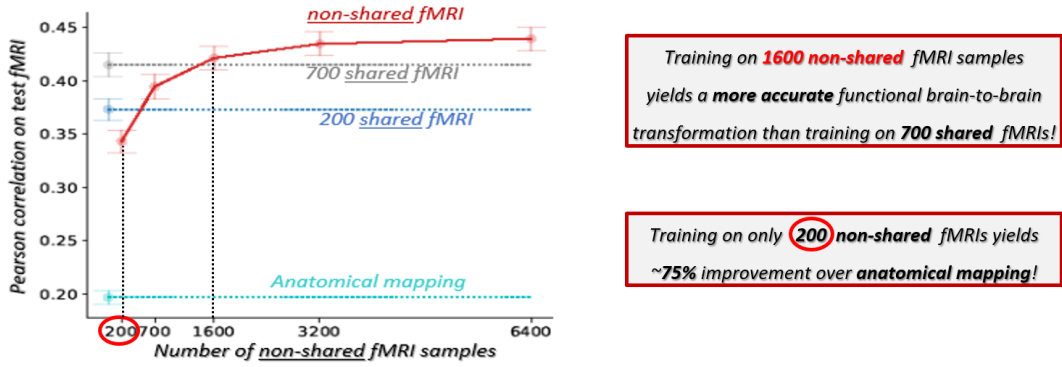 non-shared fMRI
0.45
0.40
0.35
0.30
0.25
0.20
Pearson correlation on test fMRI
700 shared fMRI
200 shared fMRI
Anatomical mapping
200
700
1600
3200
6400
Number of non-shared fMRI samples
Training on 1600 non-shared fMRI samples
yields a more accurate functional brain-to-brain
transformation than training on 700 shared fMRIs!
Training on only 200 non-shared fMRIs yields
~75% improvement over anatomical mapping!